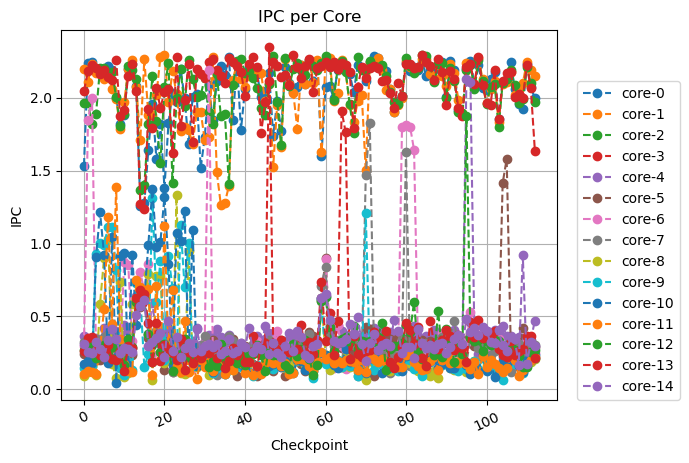 IPC per Core
IPC
2.0
1.5
1.0
0.5
0.0
0
20
40
60
80
100
Checkpoint
core-0
core-1
core-2
core-3
core-4
core-5
core-6
core-7
core-8
core-9
core-10
core-11
core-12
core-13
core-14